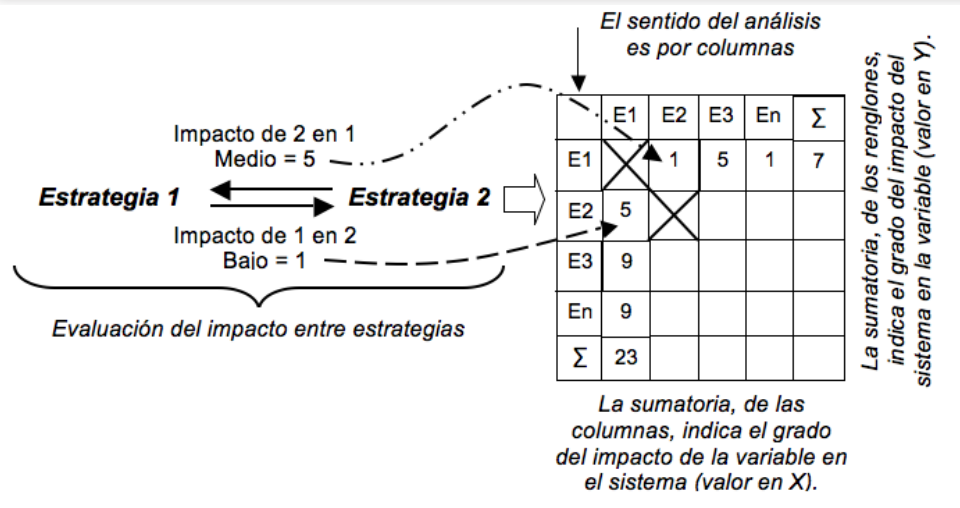 El sentido del análisis
es por columnas
Impacto de 2 en 1
Medio = 5
Estrategia 1
Estrategia 2
Impacto de 1 en 2
Bajo = 1
Evaluación del impacto entre estrategias
E1 E2 E3 En Σ
E1 1 5 1 7
E2 5
E3 9
En 9
Σ 23
La sumatoria, de las
columnas, indica el grado
del impacto de la variable en
el sistema (valor en X).
La sumatoria, de los renglones,
indica el grado del impacto del
sistema en la variable (valor en Y).